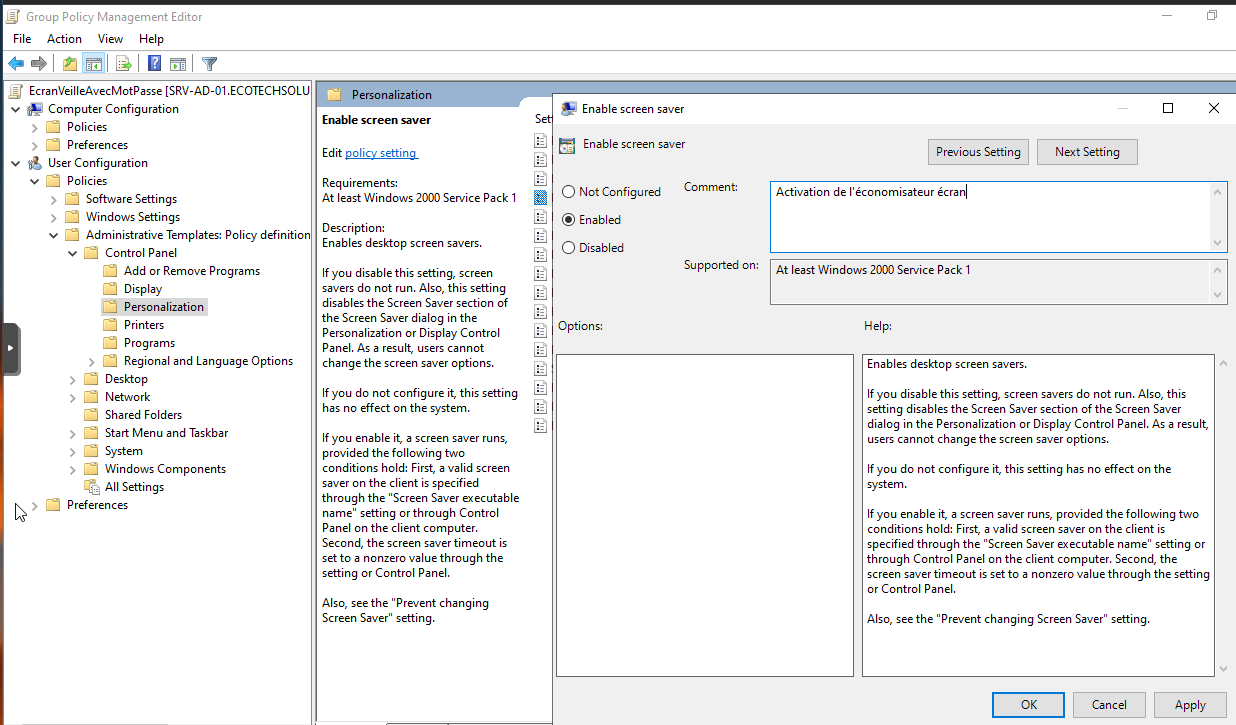 Group Policy Management Editor
File Action View Help
EcranVeilleAvecMotPasse [SRV-AD-01.ECOTECHSOLU
Computer Configuration
Policies
Preferences
User Configuration
Policies
Software Settings
Windows Settings
Administrative Templates: Policy definition
Control Panel
Add or Remove Programs
Display
Personalization
Printers
Programs
Regional and Language Options
Desktop
Network
Shared Folders
Start Menu and Taskbar
System
Windows Components
All Settings
Preferences
Personalization
Enable screen saver
Edit policy setting
Requirements:
At least Windows 2000 Service Pack 1
Description:
Enables desktop screen savers.
If you disable this setting, screen
savers do not run. Also, this setting
disables the Screen Saver section of
the Screen Saver dialog in the
Personalization or Display Control
Panel. As a result, users cannot
change the screen saver options.
If you do not configure it, this setting
has no effect on the system.
If you enable it, a screen saver runs,
provided the following two
conditions hold: First, a valid screen
saver on the client is specified
through the "Screen Saver executable
name" setting or through Control
Panel on the client computer.
Second, the screen saver timeout is
set to a nonzero value through the
setting or Control Panel.
Also, see the "Prevent changing
Screen Saver" setting.
Enable screen saver
Enable screen saver
Previous Setting Next Setting
Not Configured
Enabled
Disabled
Comment:
Activation de l'économisateur écran
Supported on:
At least Windows 2000 Service Pack 1
Options:
Help:
Enables desktop screen savers.
If you disable this setting, screen savers do not run. Also, this
setting disables the Screen Saver section of the Screen Saver
dialog in the Personalization or Display Control Panel. As a result,
users cannot change the screen saver options.
If you do not configure it, this setting has no effect on the
system.
If you enable it, a screen saver runs, provided the following two
conditions hold: First, a valid screen saver on the client is
specified through the "Screen Saver executable name" setting or
through Control Panel on the client computer. Second, the
screen saver timeout is set to a nonzero value through the setting
or Control Panel.
Also, see the "Prevent changing Screen Saver" setting.
OK Cancel Apply